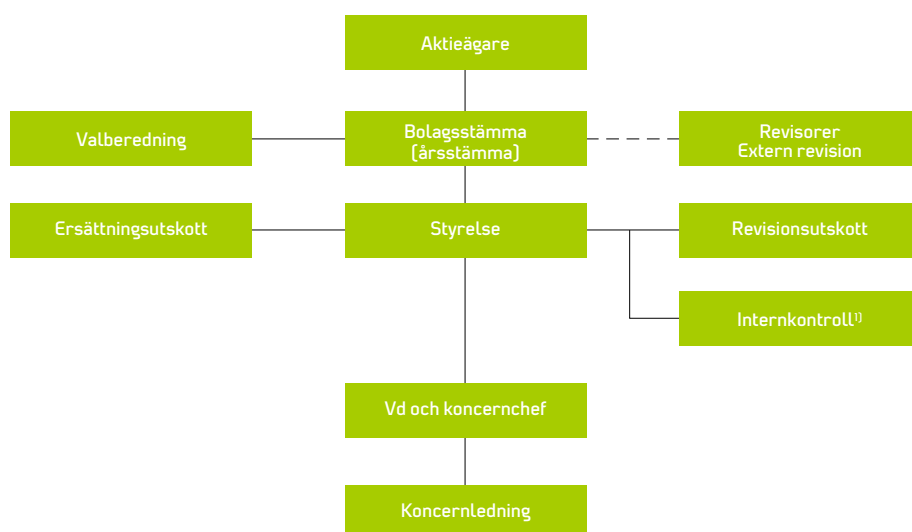 Aktieägare
Valberedning
Bolagsstämma
(årsstämma)
Revisorer
Extern revision
Ersättningsutskott
Styrelse
Revisionsutskott
Internkontroll¹⁾
Vd och koncernchef
Koncernledning